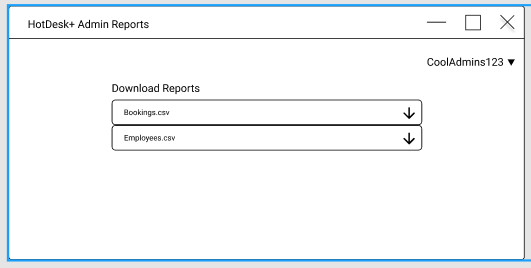 HotDesk+ Admin Reports
CoolAdmins123 ▼
Download Reports
Bookings.csv
Employees.csv